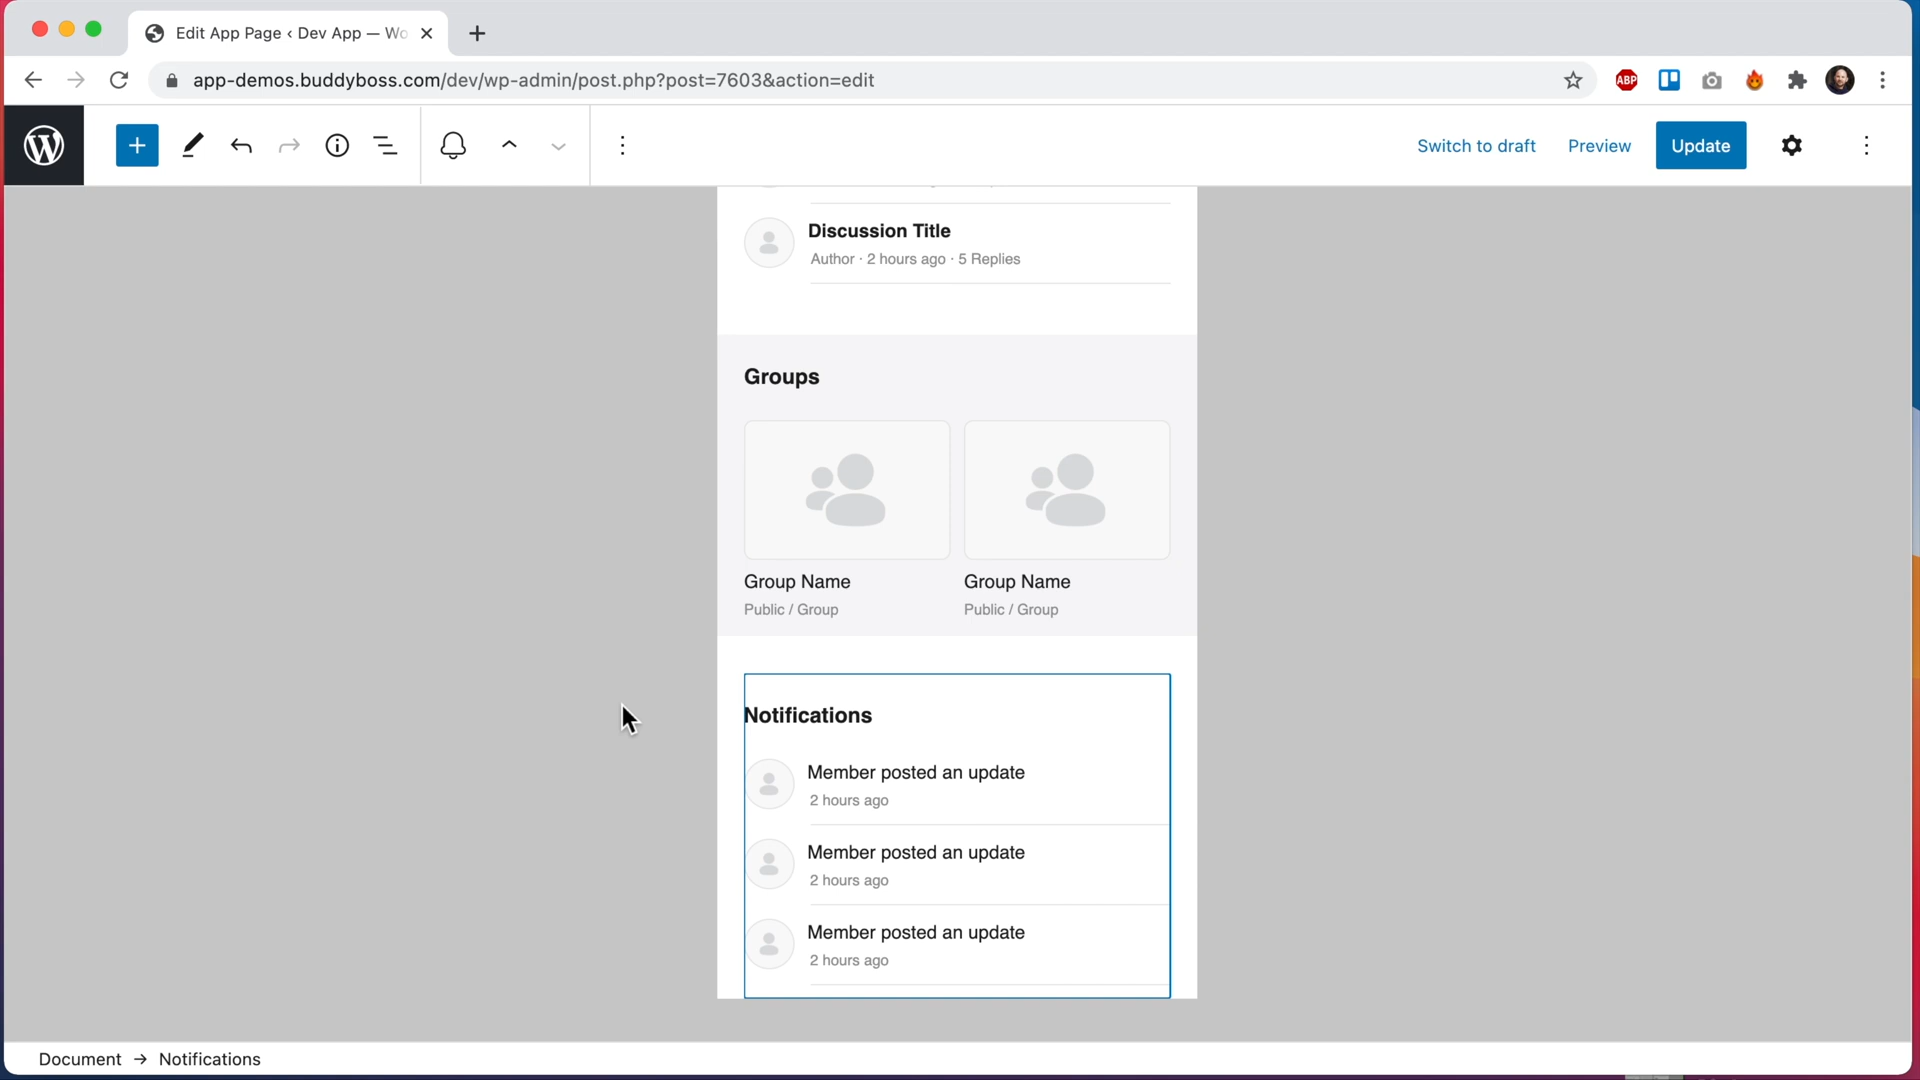 Edit App Page ‹ Dev App — Wo
app-demos.buddyboss.com/dev/wp-admin/post.php?post=7603&action=edit
ABP
Switch to draft
Preview
Update
Discussion Title
Author · 2 hours ago · 5 Replies
Groups
Group Name
Public / Group
Group Name
Public / Group
Notifications
Member posted an update
2 hours ago
Member posted an update
2 hours ago
Member posted an update
2 hours ago
Document → Notifications